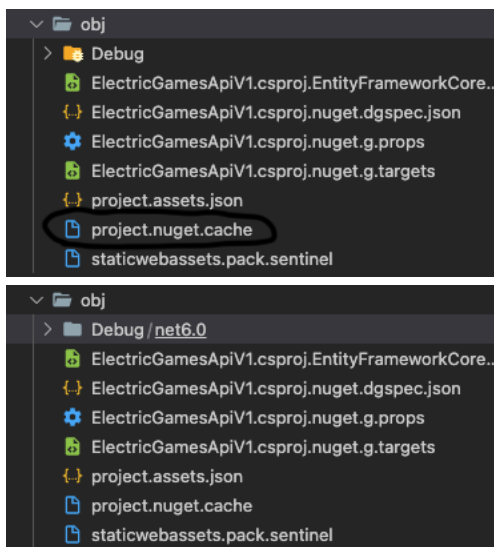 obj
Debug
ElectricGamesApiV1.csproj.EntityFrameworkCore..
ElectricGamesApiV1.csproj.nuget.dgspec.json
ElectricGamesApiV1.csproj.nuget.g.props
ElectricGamesApiV1.csproj.nuget.g.targets
project.assets.json
project.nuget.cache
staticwebassets.pack.sentinel
obj
Debug/net6.0
ElectricGamesApiV1.csproj.EntityFrameworkCore..
ElectricGamesApiV1.csproj.nuget.dgspec.json
ElectricGamesApiV1.csproj.nuget.g.props
ElectricGamesApiV1.csproj.nuget.g.targets
project.assets.json
project.nuget.cache
staticwebassets.pack.sentinel